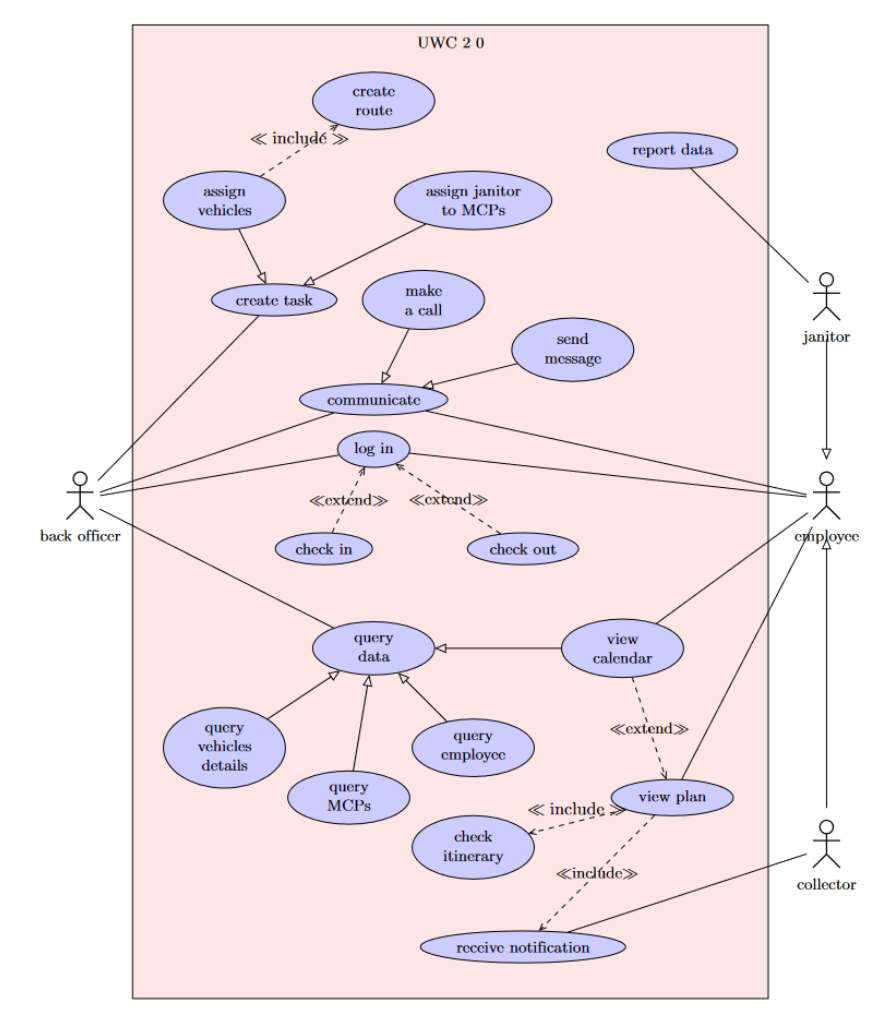 UWC 2 0
create
route
≪ include ≫
report data
assign
vehicles
assign janitor
to MCPs
create task
make
a call
janitor
send
message
communicate
log in
≪extend≫
≪extend≫
back officer
employee
check in
check out
query
data
view
calendar
≪extend≫
query
vehicles
details
query
employee
query
MCPs
view plan
≪ include ≫
check
itinerary
≪include≫
collector
receive notification